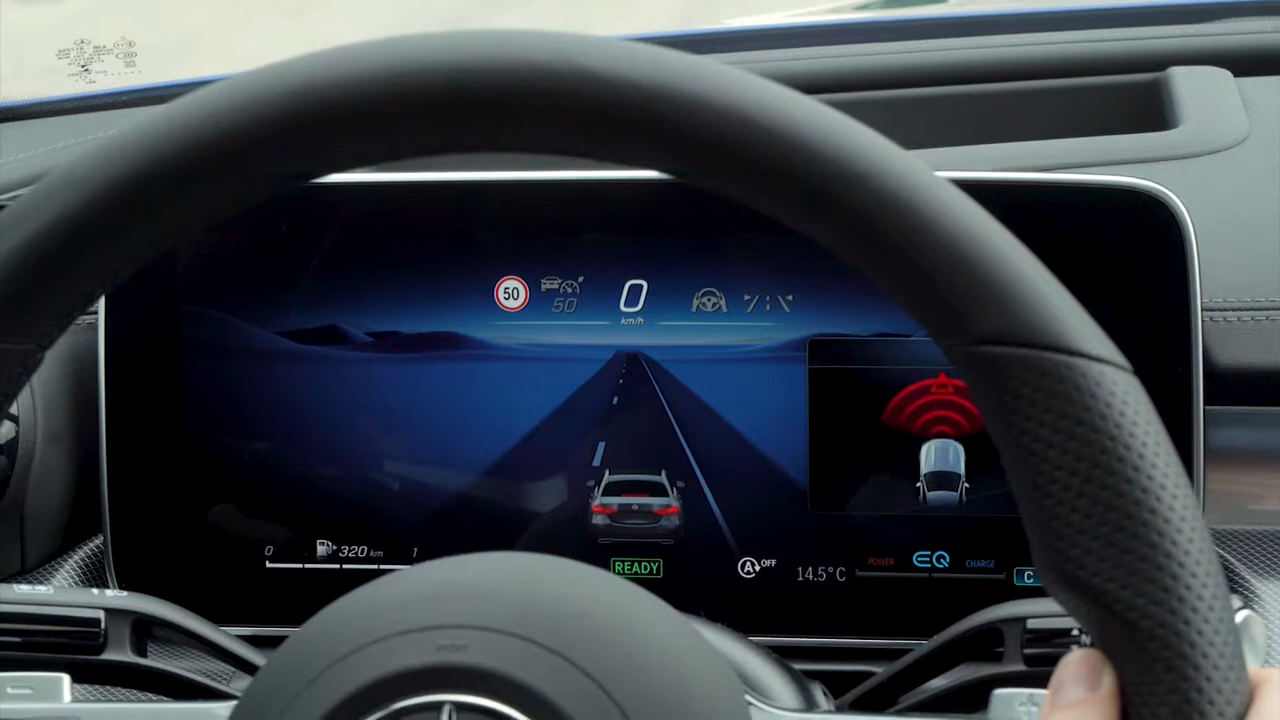 50
50
0
km/h
0
320 km
1
READY
A OFF
14.5°C
POWER
EQ
CHARGE
C